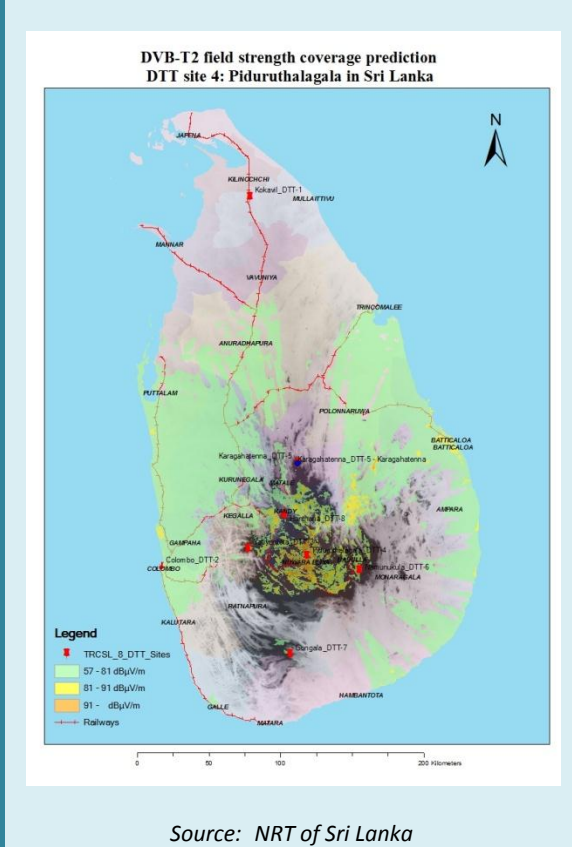 DVB-T2 field strength coverage prediction
DTT site 4: Piduruthalagala in Sri Lanka
N
JAFFNA
KILINOCHCHI
Kokavil_DTT-1
MULLAITTIVU
MANNAR
VAVUNIYA
TRINCOMALEE
ANURADHAPURA
PUTTALAM
POLONNARUWA
BATTICALOA
BATTICALOA
Karagahatenna_DTT-5
Karagahatenna_DTT-5 - Karagahatenna
KURUNEGALA
MATALE
AMPARA
KEGALLA
KANDY
GAMPAHA
Colombo_DTT-2
COLOMBO
MONARAGALA
RATNAPURA
KALUTARA
Gongala_DTT-7
HAMBANTOTA
GALLE
MATARA
Legend
TRCSL_8_DTT_Sites
57 - 81 dBµV/m
81 - 91 dBµV/m
91 - dBµV/m
Railways
0 50 100 200 Kilometers
Source: NRT of Sri Lanka